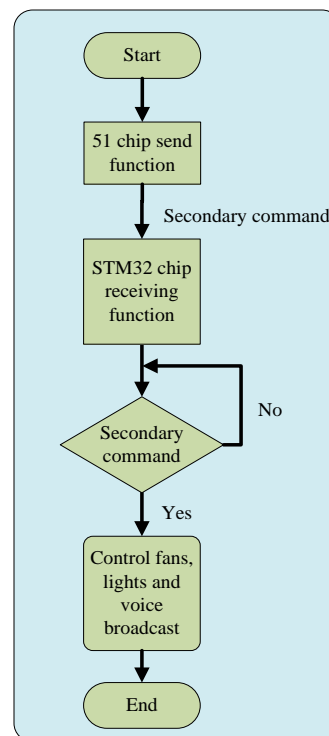 Start
51 chip send
function
Secondary command
STM32 chip
receiving
function
No
Secondary
command
Yes
Control fans,
lights and
voice
broadcast
End